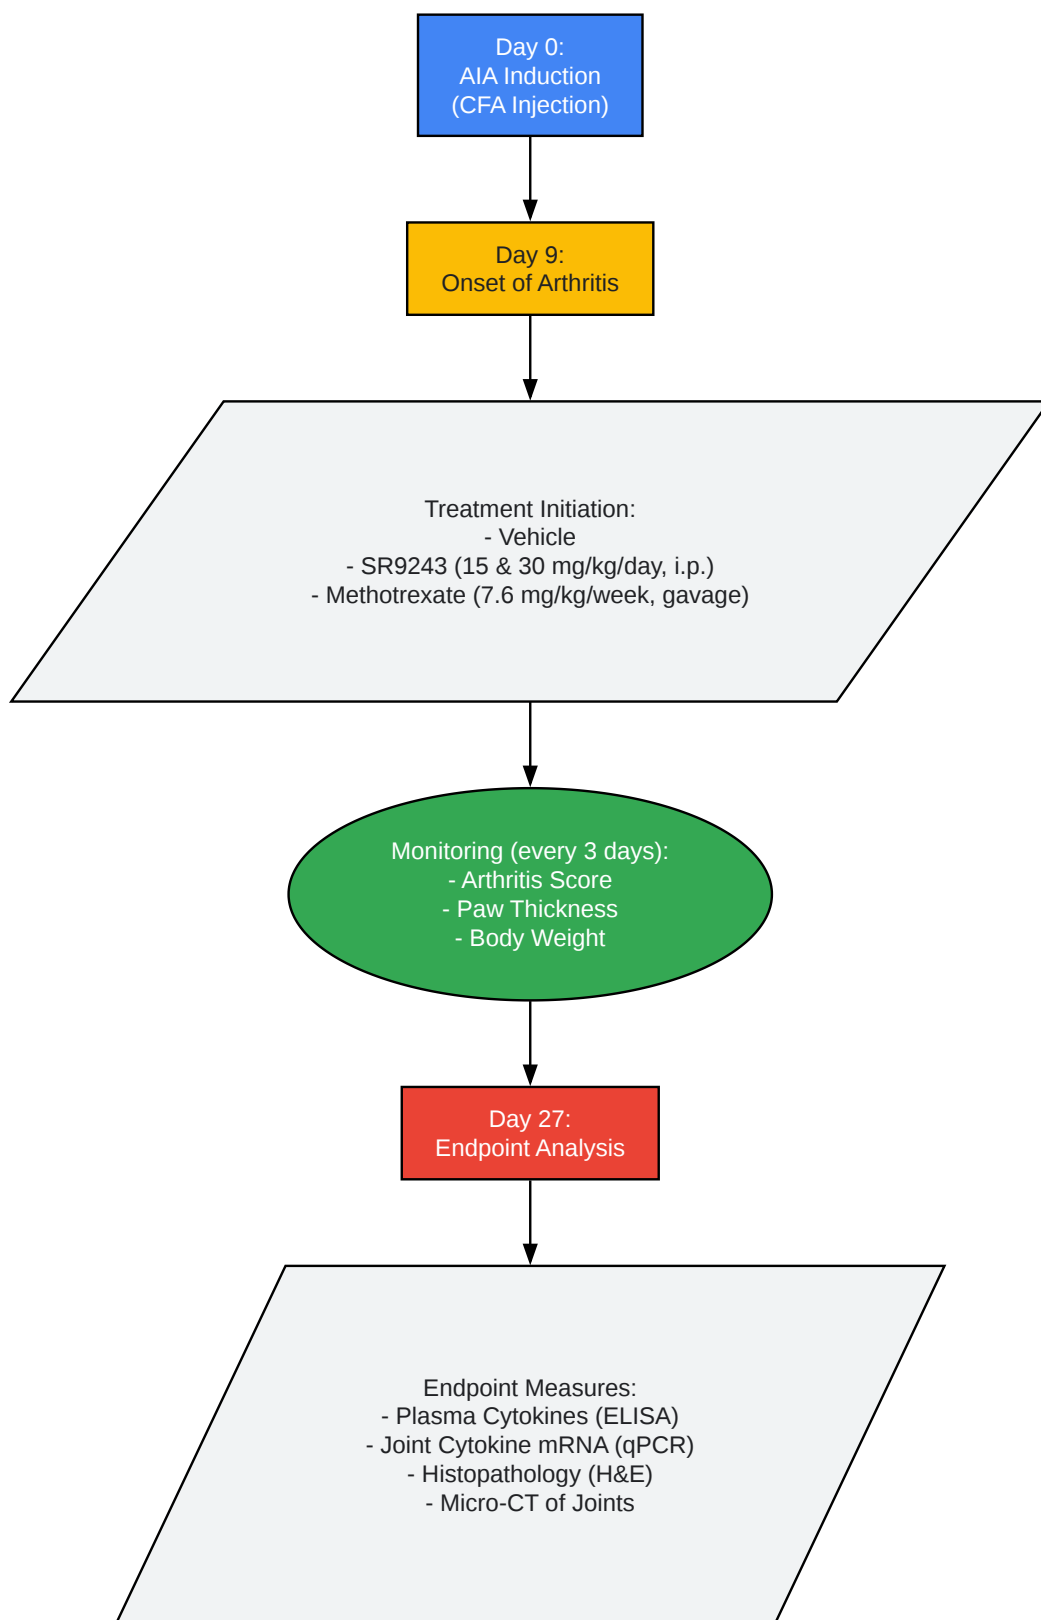 Day 0:
AIA Induction
(CFA Injection)
Day 9:
Onset of Arthritis
Treatment Initiation:
- Vehicle
- SR9243 (15 & 30 mg/kg/day, i.p.)
- Methotrexate (7.6 mg/kg/week, gavage)
Monitoring (every 3 days):
- Arthritis Score
- Paw Thickness
- Body Weight
Day 27:
Endpoint Analysis
Endpoint Measures:
- Plasma Cytokines (ELISA)
- Joint Cytokine mRNA (qPCR)
- Histopathology (H&E)
- Micro-CT of Joints